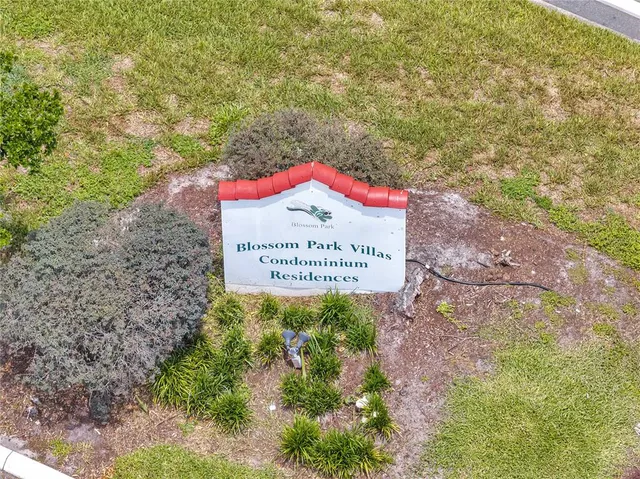 Blossom Park
Blossom Park Villas
Condominium
Residences